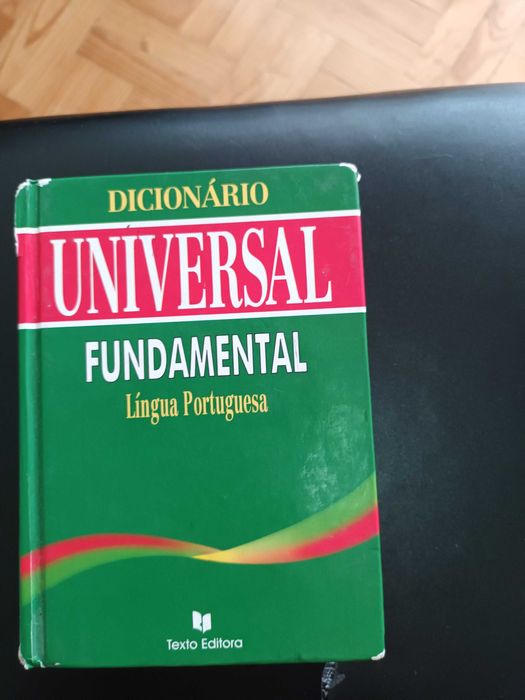 DICIONÁRIO
UNIVERSAL
FUNDAMENTAL
Língua Portuguesa
Texto Editora